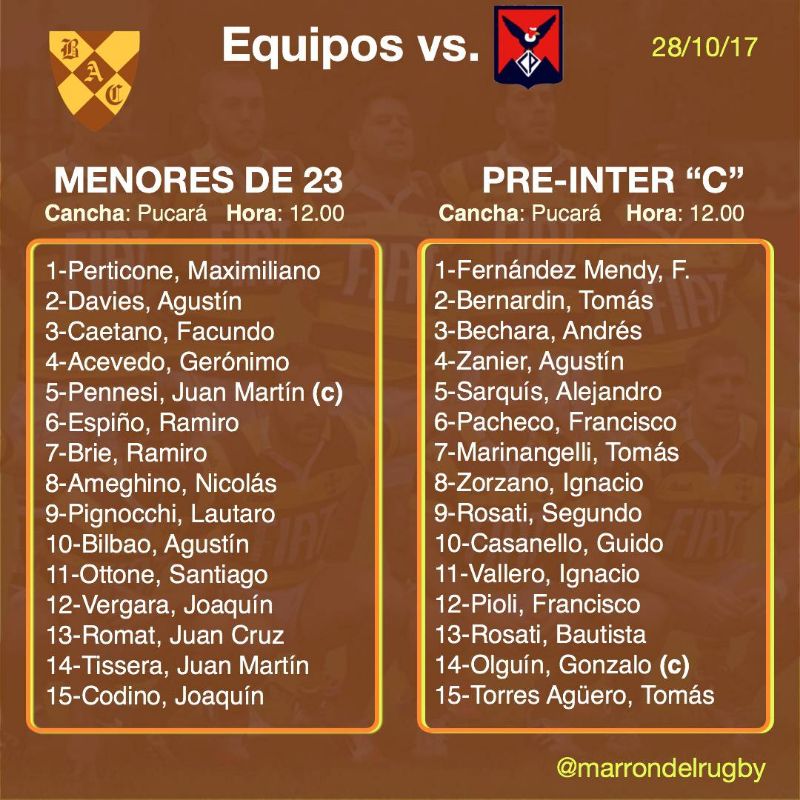 BAC
Equipos vs.
28/10/17
MENORES DE 23
Cancha: Pucará Hora: 12.00
1-Perticone, Maximiliano
2-Davies, Agustín
3-Caetano, Facundo
4-Acevedo, Gerónimo
5-Pennesi, Juan Martín (c)
6-Espiño, Ramiro
7-Brie, Ramiro
8-Ameghino, Nicolás
9-Pignocchi, Lautaro
10-Bilbao, Agustín
11-Ottone, Santiago
12-Vergara, Joaquín
13-Romat, Juan Cruz
14-Tissera, Juan Martín
15-Codino, Joaquín
PRE-INTER “C”
Cancha: Pucará Hora: 12.00
1-Fernández Mendy, F.
2-Bernardin, Tomás
3-Bechara, Andrés
4-Zanier, Agustín
5-Sarquís, Alejandro
6-Pacheco, Francisco
7-Marinangelli, Tomás
8-Zorzano, Ignacio
9-Rosati, Segundo
10-Casanello, Guido
11-Vallero, Ignacio
12-Pioli, Francisco
13-Rosati, Bautista
14-Olguín, Gonzalo (c)
15-Torres Agüero, Tomás
FIAT
FIAT
FIAT
FIAT
@marrondelrugby